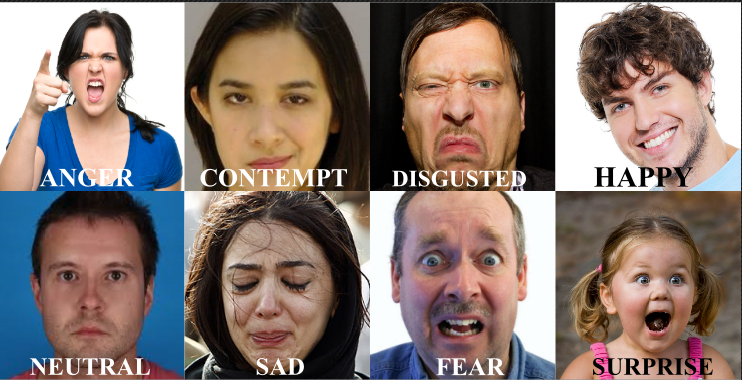 ANGER
CONTEMPT
DISGUSTED
HAPPY
NEUTRAL
SAD
FEAR
SURPRISE